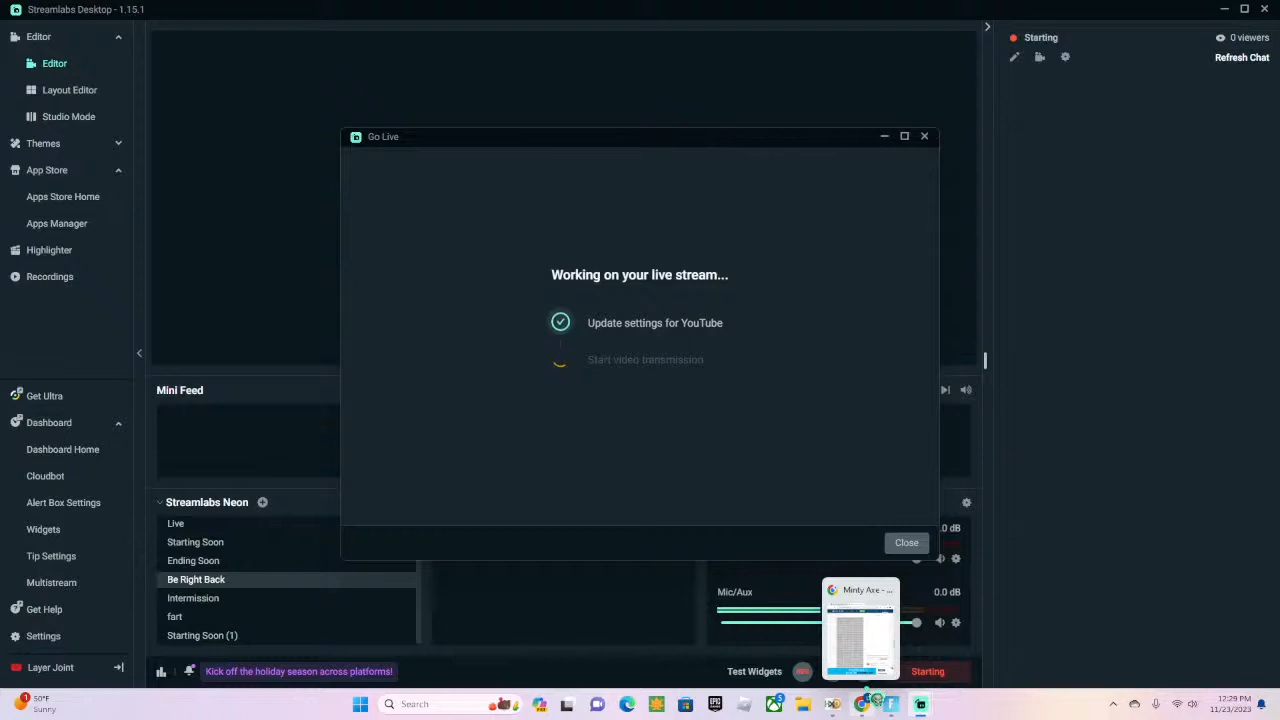 Streamlabs Desktop - 1.15.1
Editor
Editor
Layout Editor
Studio Mode
Themes
App Store
Apps Store Home
Apps Manager
Highlighter
Recordings
Get Ultra
Dashboard
Dashboard Home
Cloudbot
Alert Box Settings
Widgets
Tip Settings
Multistream
Get Help
Settings
Layer Joint
Go Live
Working on your live stream...
Update settings for YouTube
Start video transmission
Close
Starting
0 viewers
Refresh Chat
Mini Feed
Streamlabs Neon
Live
Starting Soon
Ending Soon
Be Right Back
Intermission
Starting Soon (1)
.0 dB
Mic/Aux
0.0 dB
Minty Axe - ...
Kick off the holiday season across platforms!
Test Widgets
REC
Starting
1
50°F
Sunny
Search
EPIC GAMES
5
12:29 PM
11/23/2023